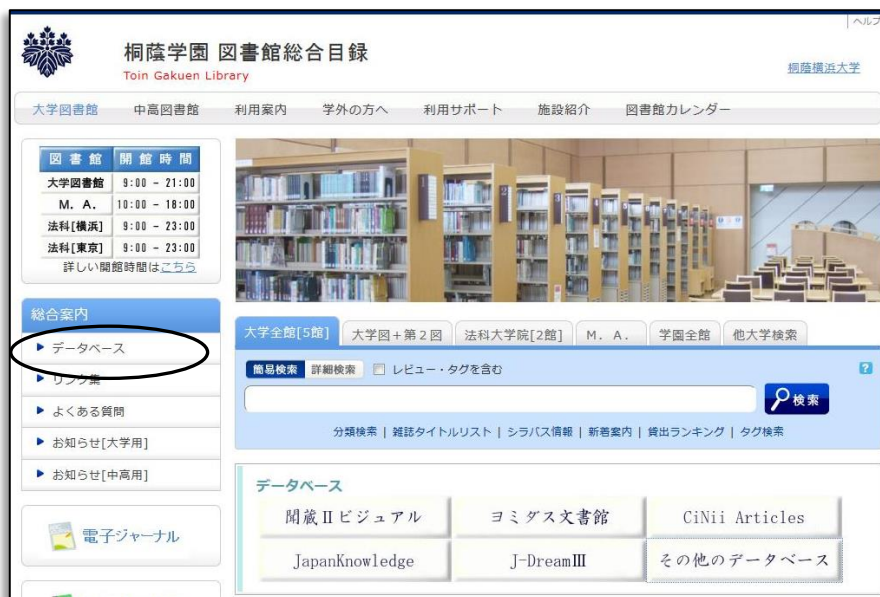 ヘルプ
桐蔭学園 図書館総合目録
Toin Gakuen Library
桐蔭横浜大学
大学図書館 中高図書館 利用案内 学外の方へ 利用サポート 施設紹介 図書館カレンダー
図書館 開館時間
大学図書館 9:00 - 21:00
M. A. 10:00 - 18:00
法科[横浜] 9:00 - 23:00
法科[東京] 9:00 - 23:00
詳しい開館時間はこちら
総合案内
データベース
リンク集
よくある質問
お知らせ[大学用]
お知らせ[中高用]
電子ジャーナル
大学全館[5館] 大学図+第2図 法科大学院[2館] M. A. 学園全館 他大学検索
簡易検索 詳細検索 レビュー・タグを含む ?
検索
分類検索 | 雑誌タイトルリスト | シラバス情報 | 新着案内 | 貸出ランキング | タグ検索
データベース
聞蔵Ⅱビジュアル ヨミダス文書館 CiNii Articles
JapanKnowledge J-DreamⅢ その他のデータベース